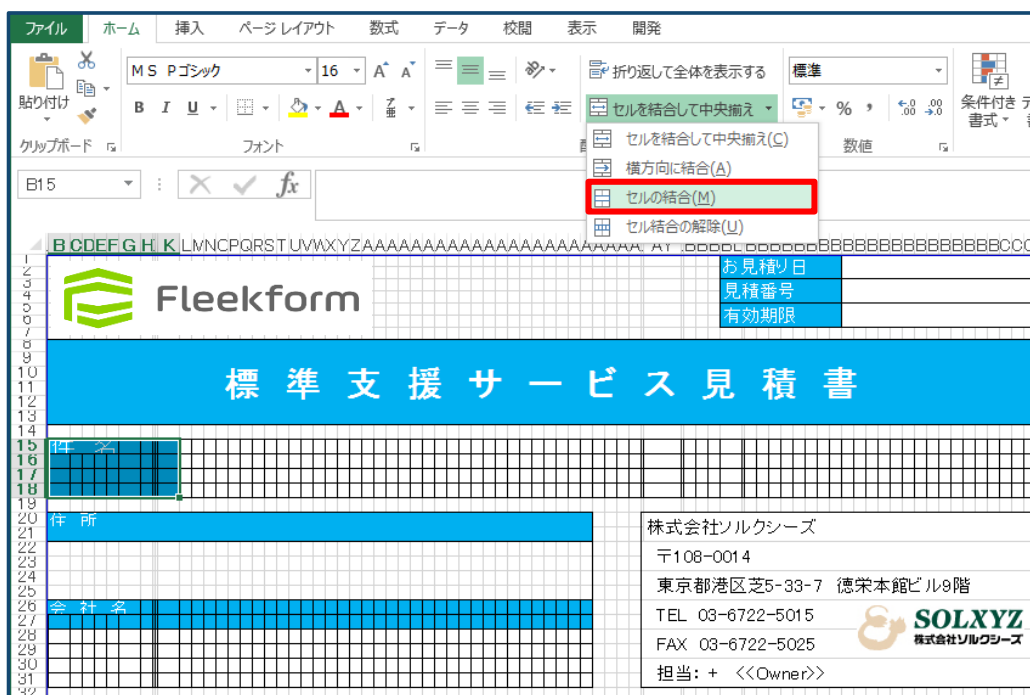 ファイル ホーム 挿入 ページ レイアウト 数式 データ 校閲 表示 開発
ＭＳ Ｐゴシック 16 A A 折り返して全体を表示する 標準
貼り付け B I U A セルを結合して中央揃え % 条件付き
書式
クリップボード フォント 数値
セルを結合して中央揃え(C)
横方向に結合(A)
B15 fx セルの結合(M)
セル結合の解除(U)
お見積り日
Fleekform 見積番号
有効期限
標準支援サービス見積書
件 名
住 所
株式会社ソルクシーズ
〒108-0014
東京都港区芝5-33-7 徳栄本館ビル9階
会 社 名
TEL 03-6722-5015 SOLXYZ
株式会社ソルクシーズ
FAX 03-6722-5025
担当: + <<Owner>>